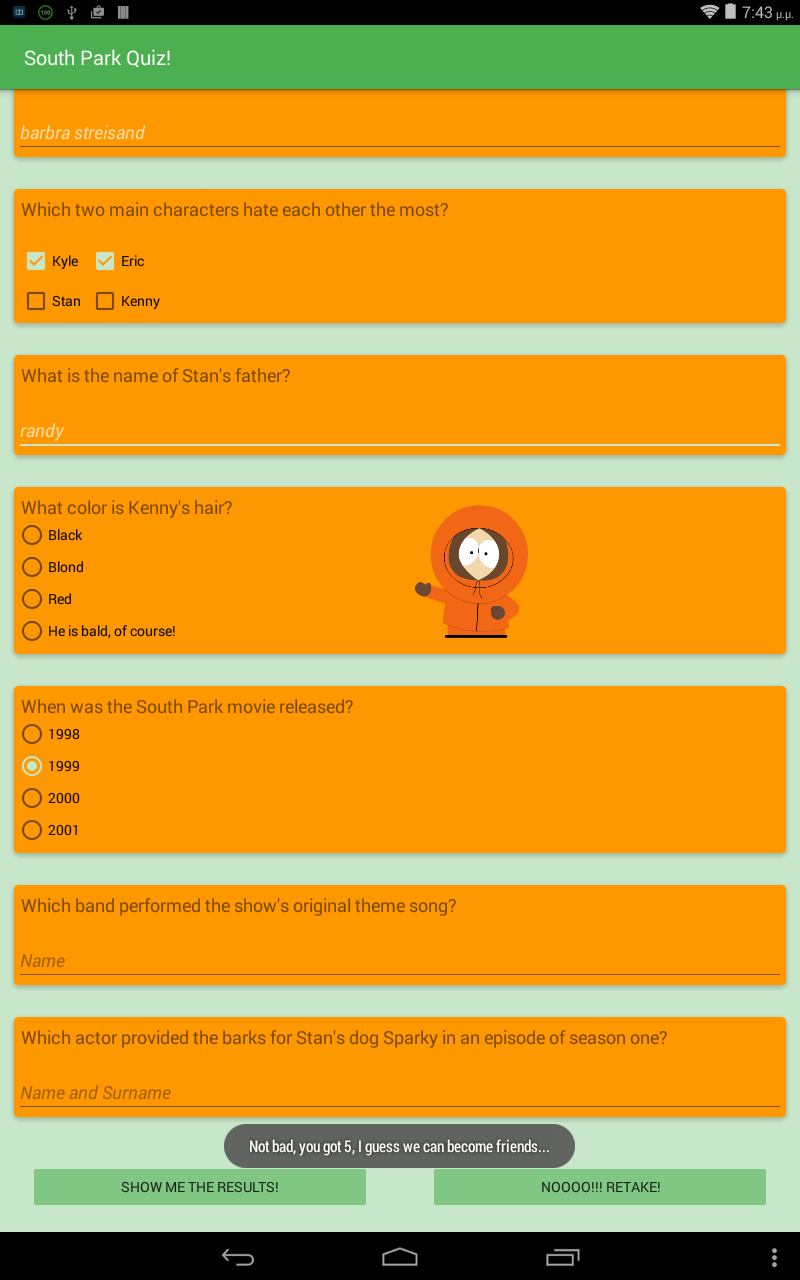 100
7:43 μ.μ.
South Park Quiz!
barbra streisand
Which two main characters hate each other the most?
Kyle Eric
Stan Kenny
What is the name of Stan's father?
randy
What color is Kenny's hair?
Black
Blond
Red
He is bald, of course!
When was the South Park movie released?
1998
1999
2000
2001
Which band performed the show's original theme song?
Name
Which actor provided the barks for Stan's dog Sparky in an episode of season one?
Name and Surname
Not bad, you got 5, I guess we can become friends...
SHOW ME THE RESULTS! NOOOO!!! RETAKE!